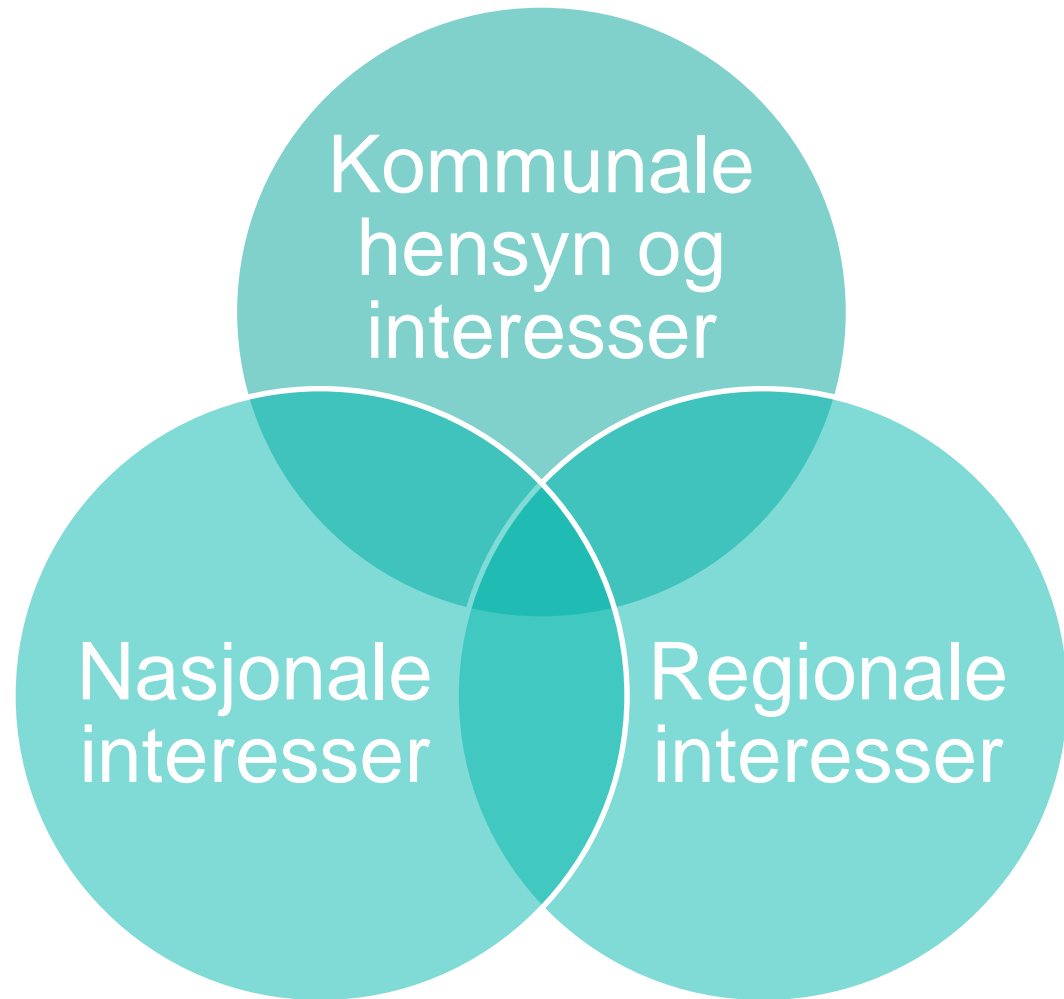 Kommunale
hensyn og
interesser
Nasjonale
interesser
Regionale
interesser